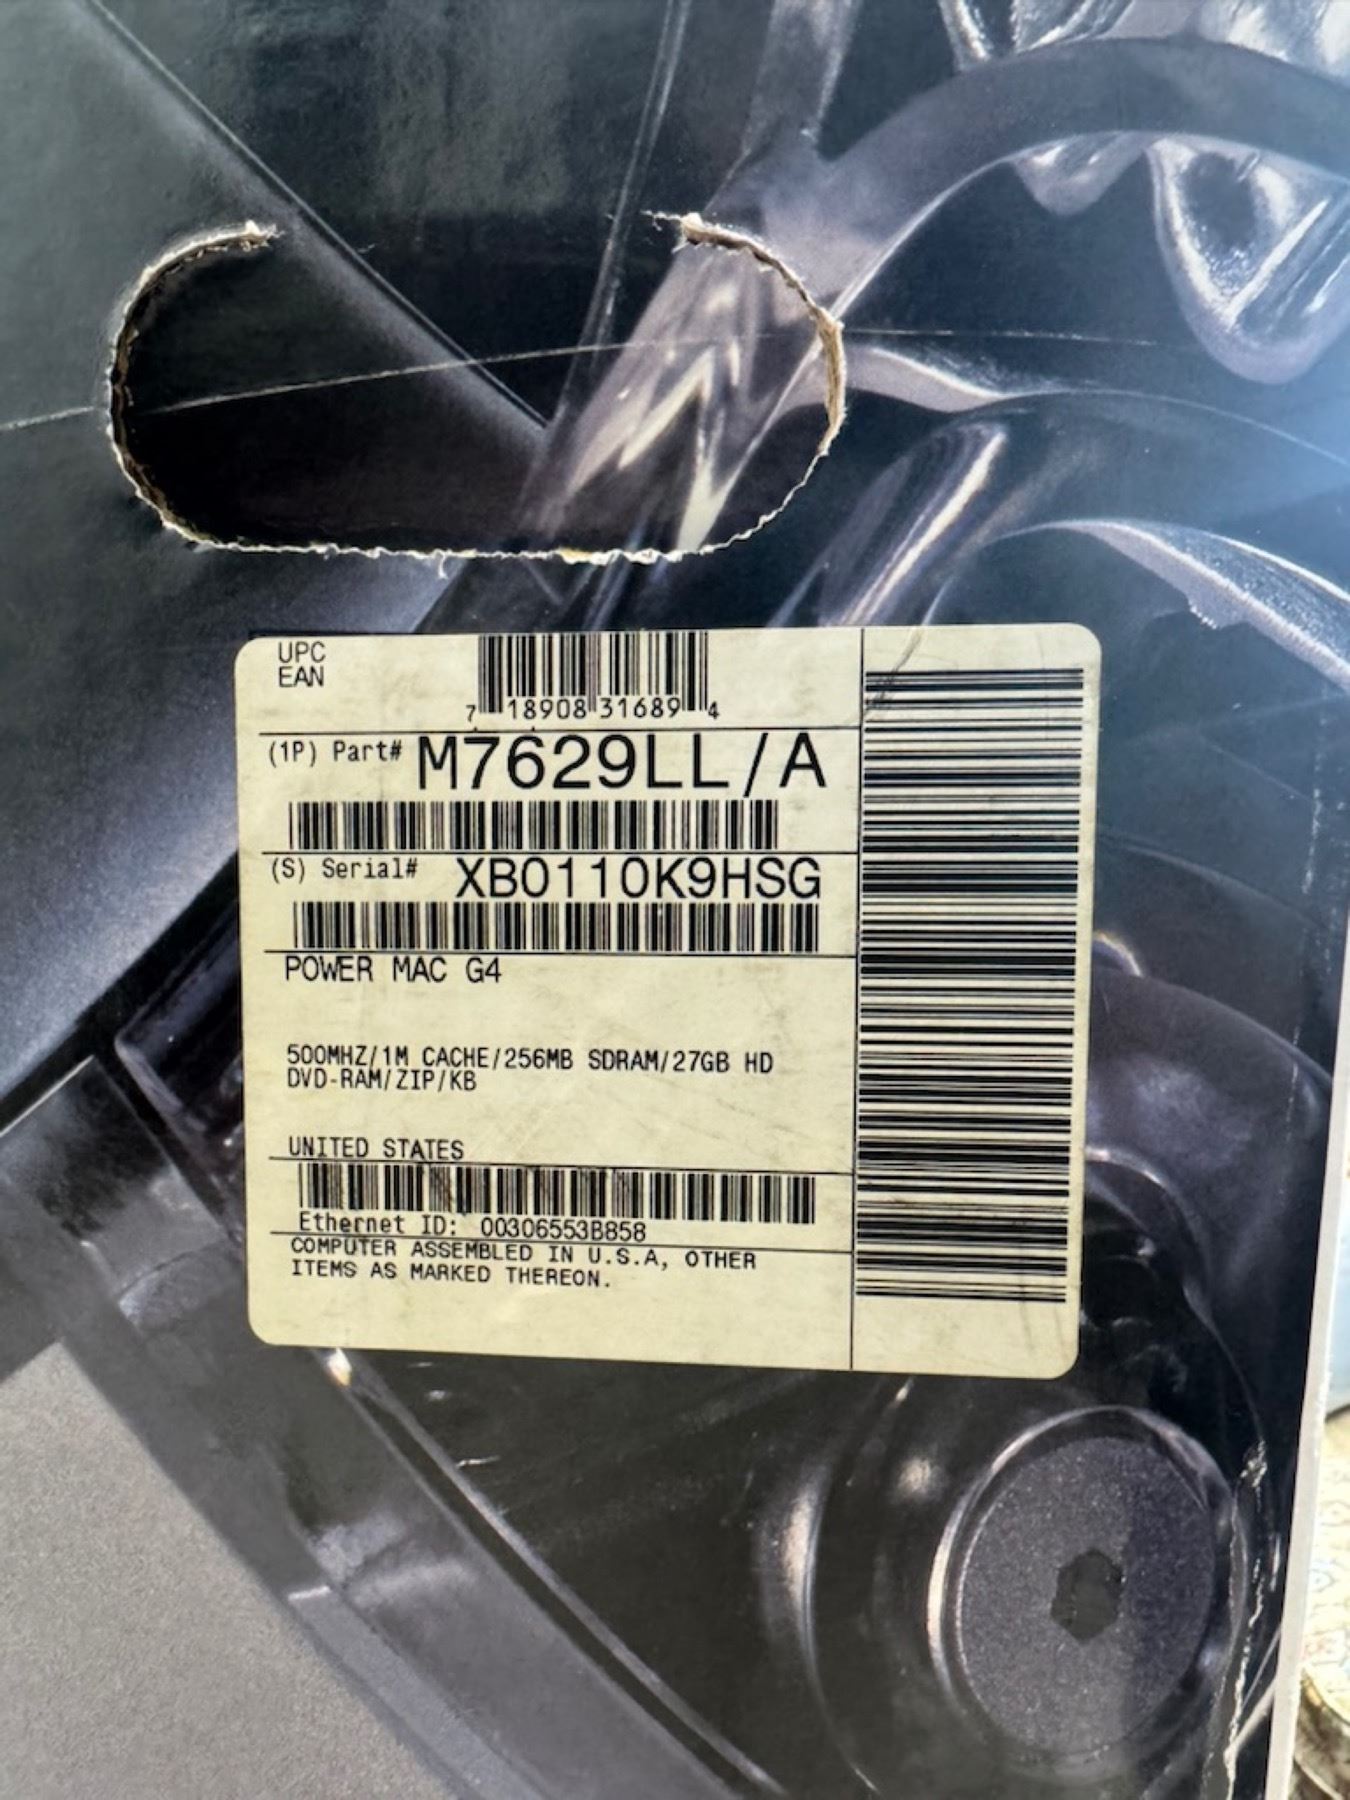 UPC
EAN
7 18908 31689 4
(1P) Part# M7629LL/A
(S) Serial# XB0110K9HSG
POWER MAC G4
500MHZ/1M CACHE/256MB SDRAM/27GB HD
DVD-RAM/ZIP/KB
UNITED STATES
Ethernet ID: 00306553B858
COMPUTER ASSEMBLED IN U.S.A, OTHER
ITEMS AS MARKED THEREON.